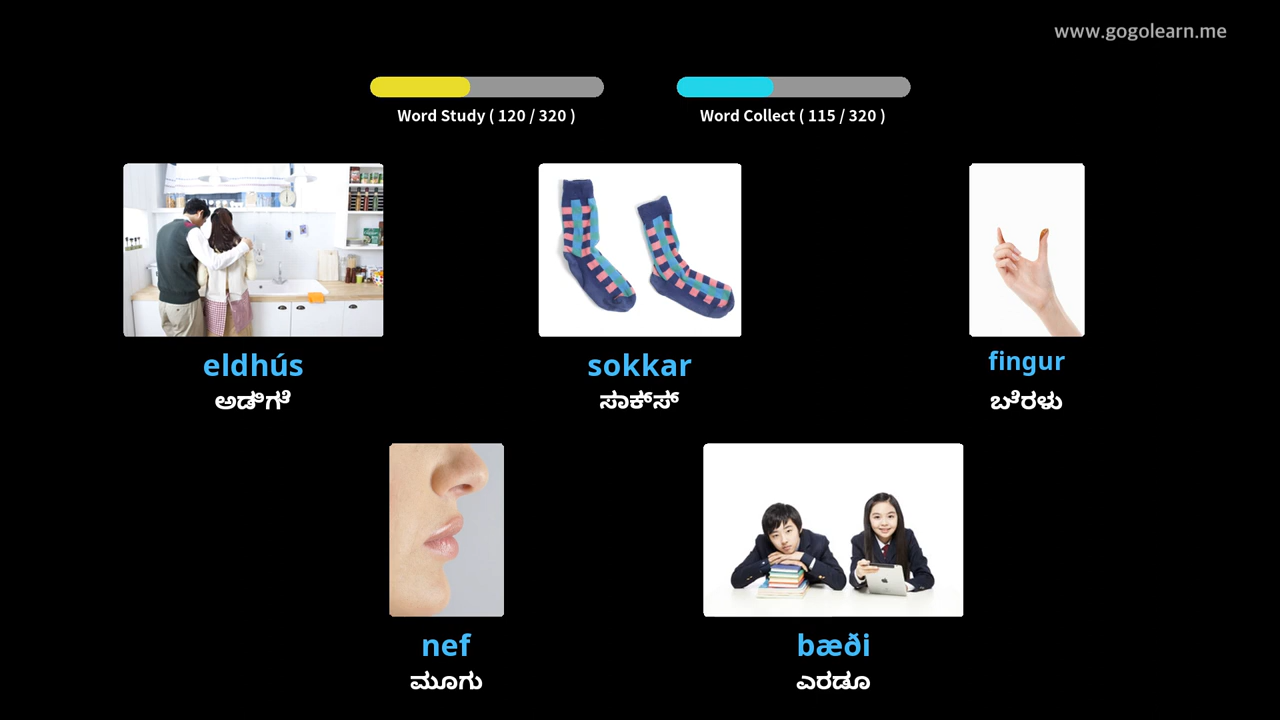 www.gogolearn.me
Word Study ( 120 / 320 )
Word Collect ( 115 / 320 )
eldhús
ಅಡಿಗೆ
sokkar
ಸಾಕ್ಸ್
fingur
ಬೆರಳು
nef
ಮೂಗು
bæði
ಎರಡೂ